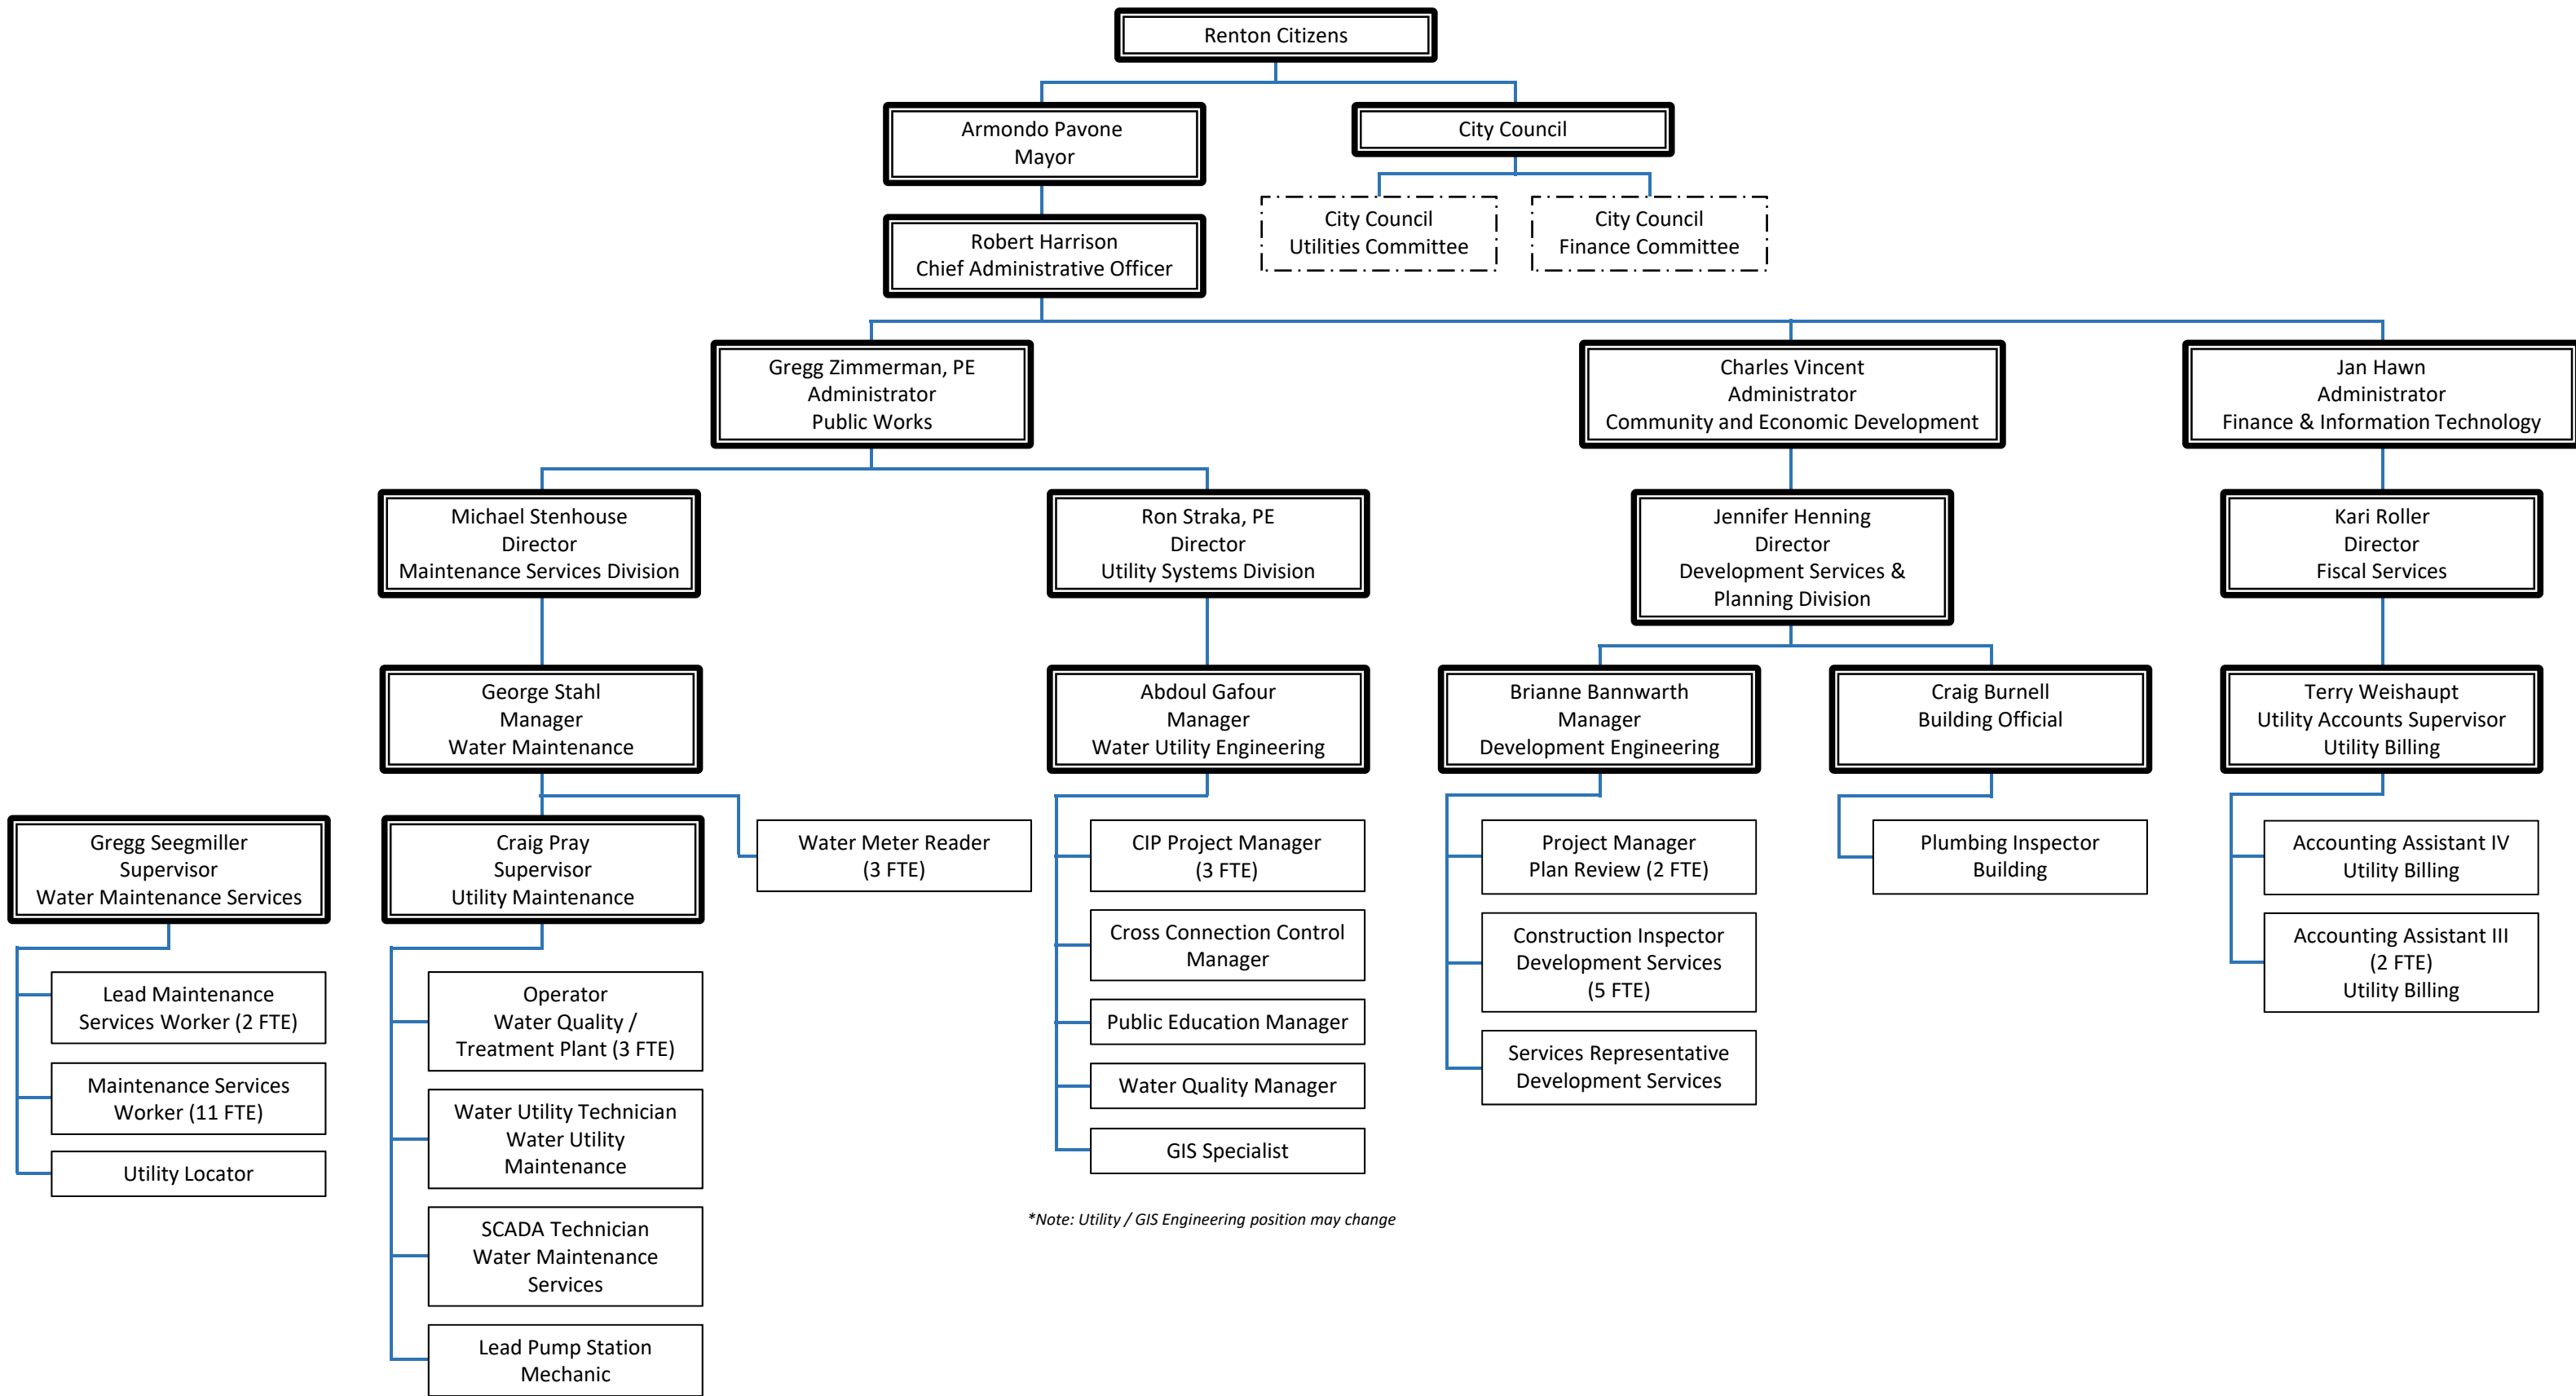 Renton Citizens
Armondo Pavone
Mayor
City Council
City Council
Utilities Committee
City Council
Finance Committee
Robert Harrison
Chief Administrative Officer
Gregg Zimmerman, PE
Administrator
Public Works
Charles Vincent
Administrator
Community and Economic Development
Jan Hawn
Administrator
Finance & Information Technology
Michael Stenhouse
Director
Maintenance Services Division
Ron Straka, PE
Director
Utility Systems Division
Jennifer Henning
Director
Development Services &
Planning Division
Kari Roller
Director
Fiscal Services
George Stahl
Manager
Water Maintenance
Abdoul Gafour
Manager
Water Utility Engineering
Brianne Bannwarth
Manager
Development Engineering
Craig Burnell
Building Official
Terry Weishaupt
Utility Accounts Supervisor
Utility Billing
Gregg Seegmiller
Supervisor
Water Maintenance Services
Craig Pray
Supervisor
Utility Maintenance
Water Meter Reader
(3 FTE)
CIP Project Manager
(3 FTE)
Project Manager
Plan Review (2 FTE)
Plumbing Inspector
Building
Accounting Assistant IV
Utility Billing
Cross Connection Control
Manager
Construction Inspector
Development Services
(5 FTE)
Accounting Assistant III
(2 FTE)
Utility Billing
Lead Maintenance
Services Worker (2 FTE)
Operator
Water Quality /
Treatment Plant (3 FTE)
Public Education Manager
Services Representative
Development Services
Maintenance Services
Worker (11 FTE)
Water Utility Technician
Water Utility
Maintenance
Water Quality Manager
Utility Locator
GIS Specialist
SCADA Technician
Water Maintenance
Services
*Note: Utility / GIS Engineering position may change
Lead Pump Station
Mechanic